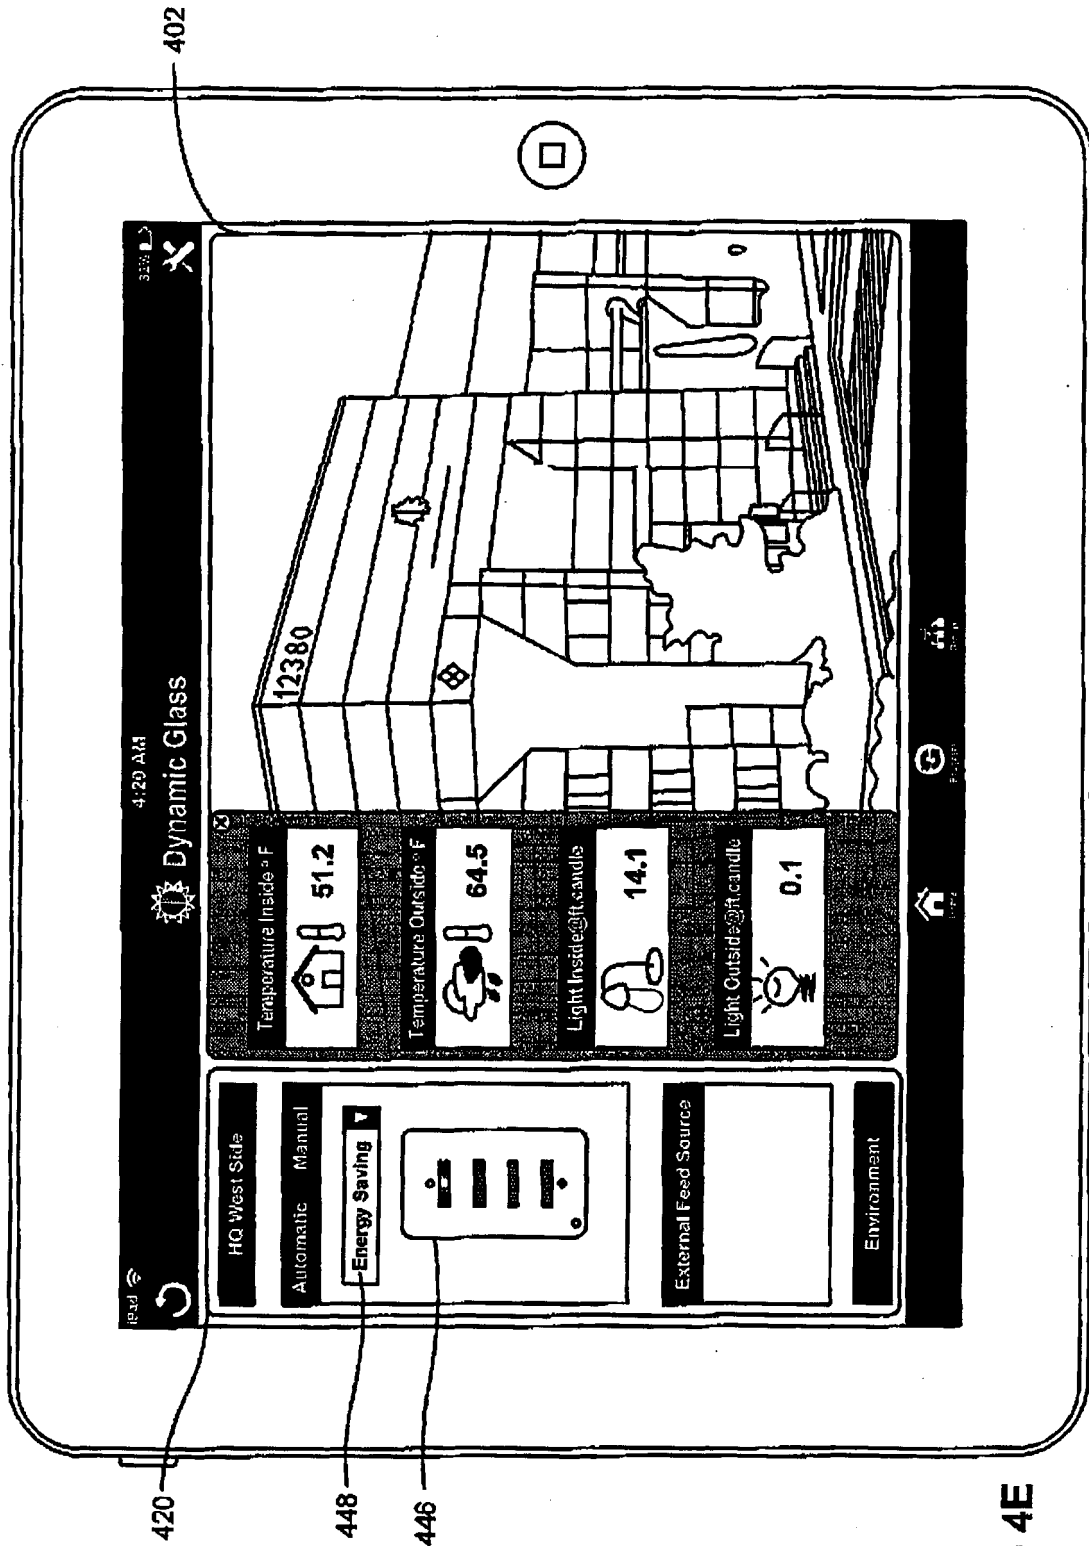 iPad
4:20 AM
33%
Dynamic Glass
HQ West Side
Automatic Manual
Energy Saving
External Feed Source
Environment
Temperature Inside ° F
51.2
Temperature Outside ° F
64.5
Light Inside@ft.candle
14.1
Light Outside@ft.candle
0.1
12380
402
420
448
446
4E